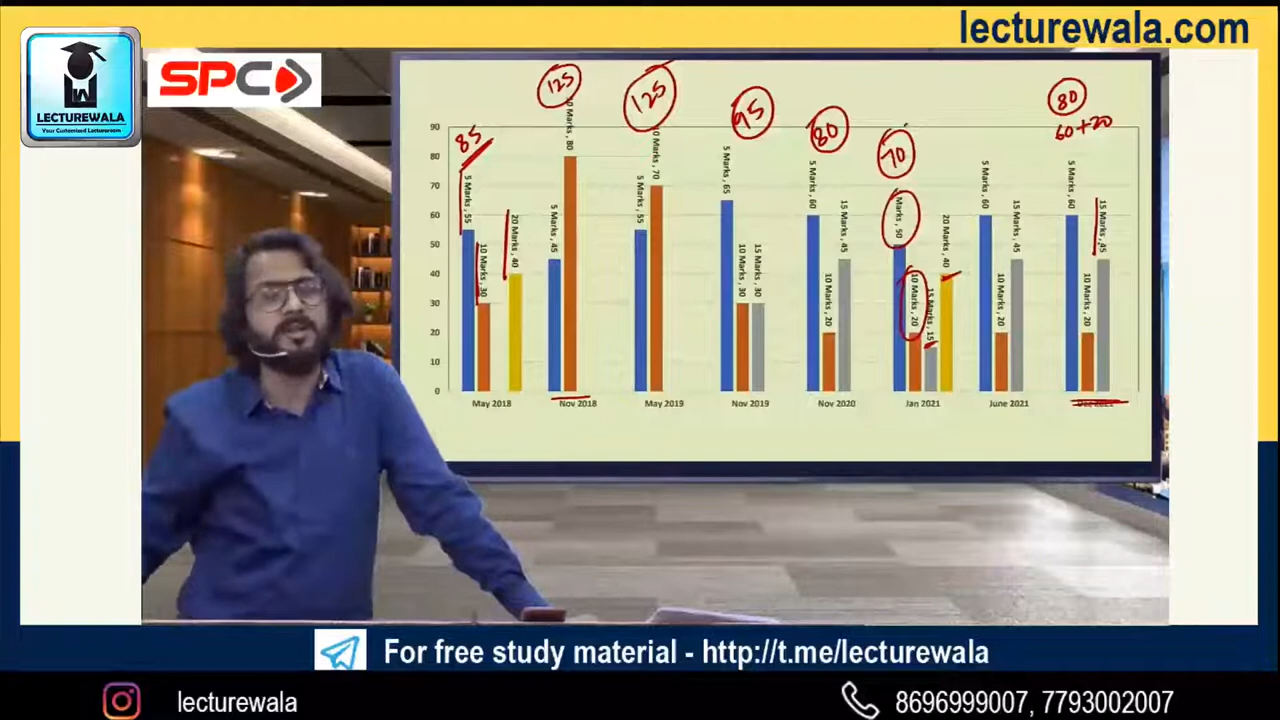 lecturewala.com
LECTUREWALA
Your Customized Lectureroom
SPC
85
125
125
95
80
70
80
60+20
90
80
70
60
50
40
30
20
10
0
5 Marks , 55
10 Marks , 30
20 Marks , 40
5 Marks , 45
Marks , 80
5 Marks , 55
Marks , 70
5 Marks , 65
10 Marks , 30
15 Marks , 30
5 Marks , 60
10 Marks , 20
15 Marks , 45
Marks , 50
10 Marks , 20
15 Marks , 15
20 Marks , 40
5 Marks , 60
10 Marks , 20
15 Marks , 45
5 Marks , 60
10 Marks , 20
15 Marks , 45
May 2018
Nov 2018
May 2019
Nov 2019
Nov 2020
Jan 2021
June 2021
For free study material - http://t.me/lecturewala
lecturewala
8696999007, 7793002007